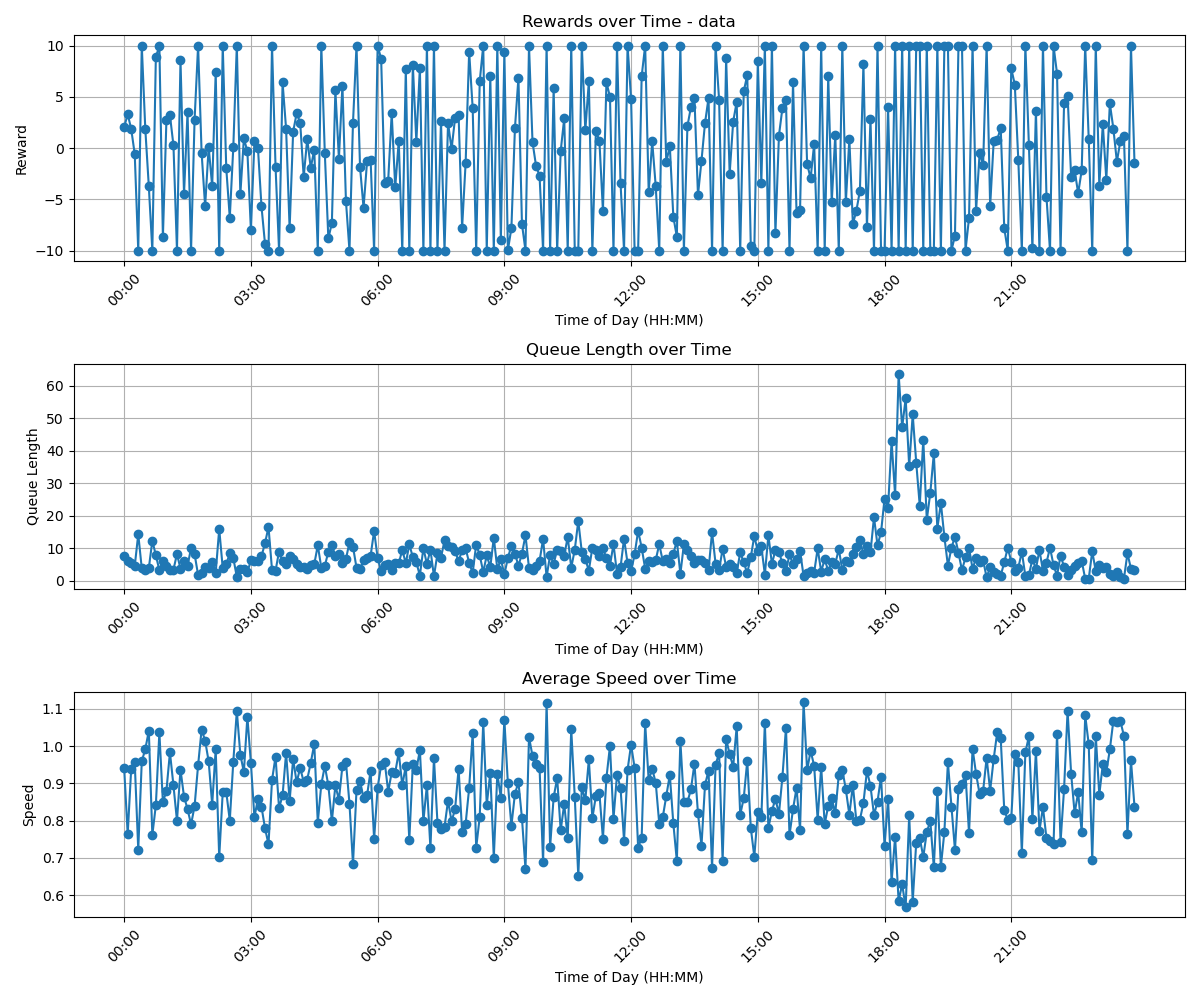 Rewards over Time - data
10
5
0
−5
−10
Reward
00:00 03:00 06:00 09:00 12:00 15:00 18:00 21:00
Time of Day (HH:MM)
Queue Length over Time
60
50
40
30
20
10
0
Queue Length
00:00 03:00 06:00 09:00 12:00 15:00 18:00 21:00
Time of Day (HH:MM)
Average Speed over Time
1.1
1.0
0.9
0.8
0.7
0.6
Speed
00:00 03:00 06:00 09:00 12:00 15:00 18:00 21:00
Time of Day (HH:MM)